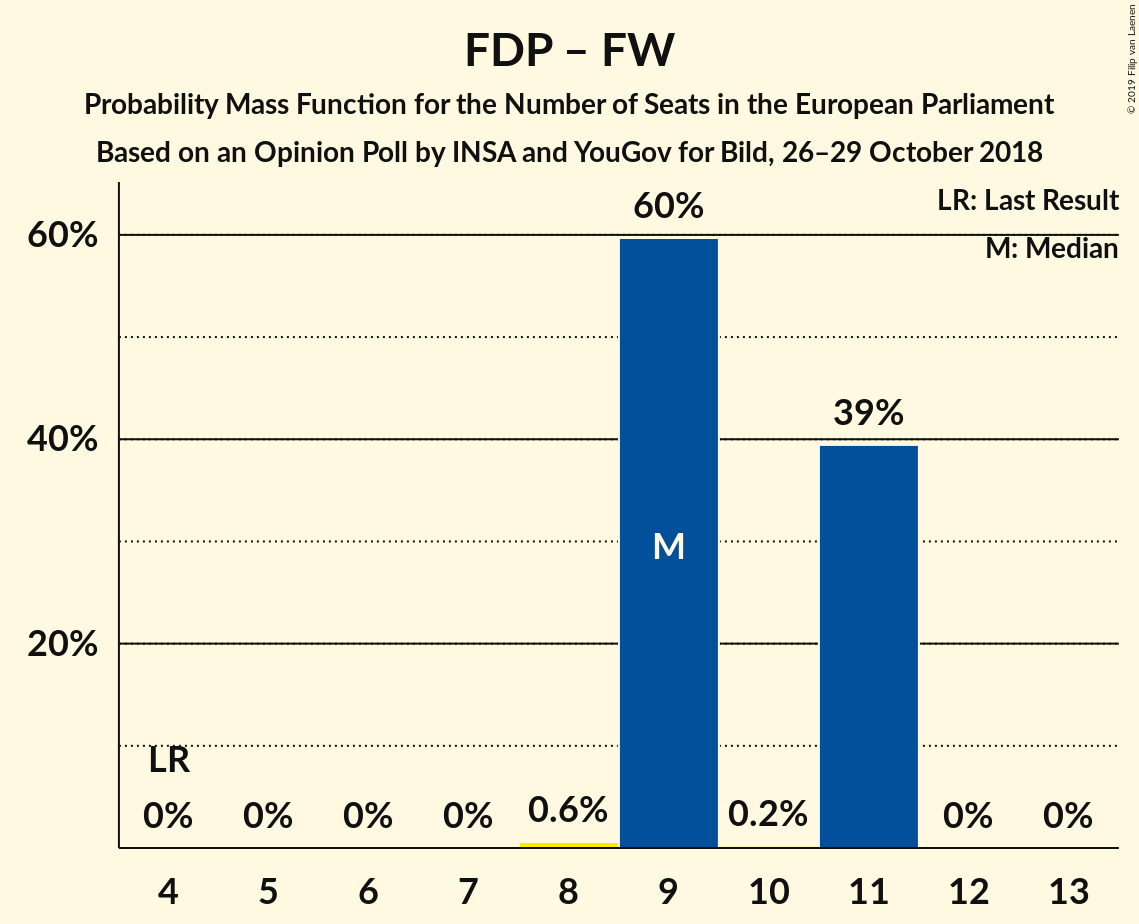 FDP – FW
Probability Mass Function for the Number of Seats in the European Parliament
Based on an Opinion Poll by INSA and YouGov for Bild, 26–29 October 2018
© 2019 Filip van Laenen
LR: Last Result
M: Median
60%
40%
20%
LR
0%
0%
0%
0%
0.6%
60%
M
0.2%
39%
0%
0%
4 5 6 7 8 9 10 11 12 13